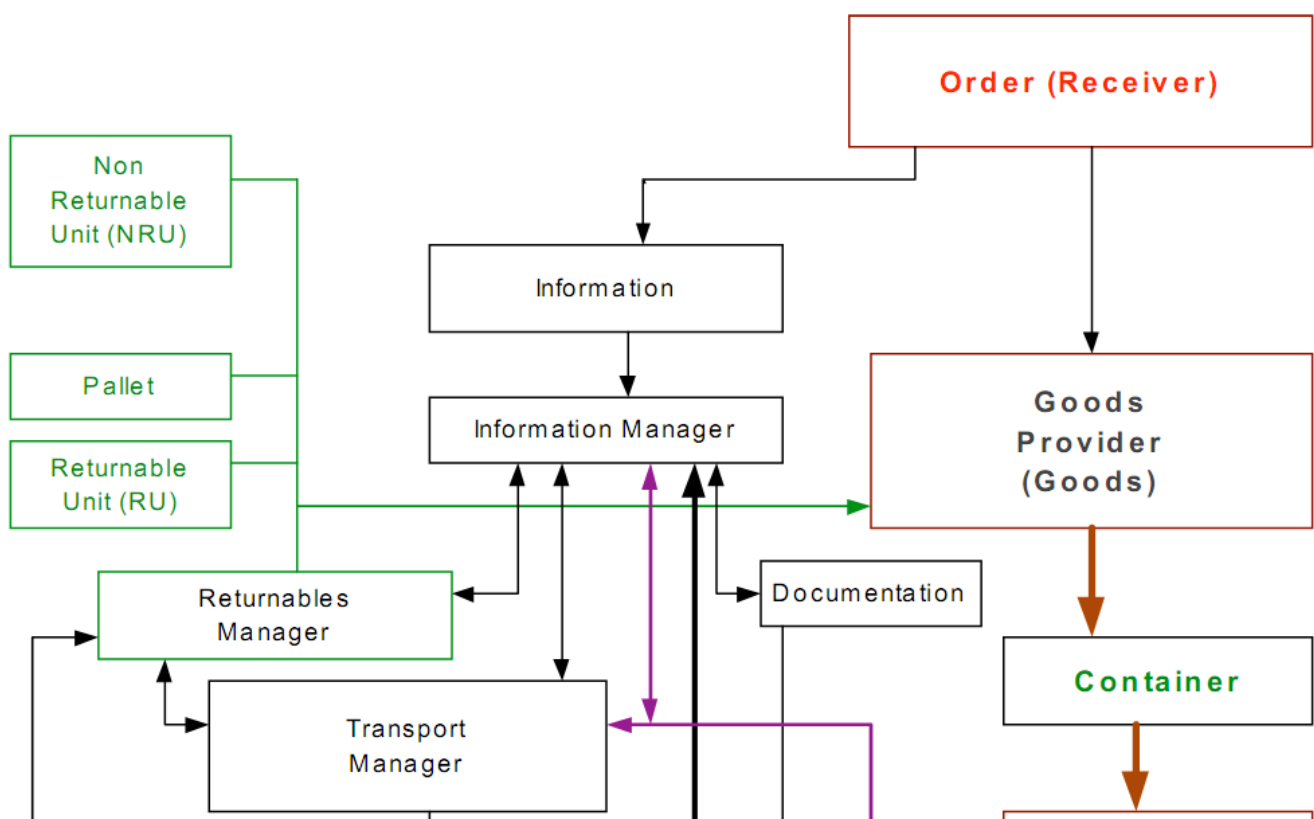 Order (Receiver)
Non
Returnable
Unit (NRU)
Information
Pallet
Information Manager
Goods
Provider
(Goods)
Returnable
Unit (RU)
Returnables
Manager
Documentation
Container
Transport
Manager